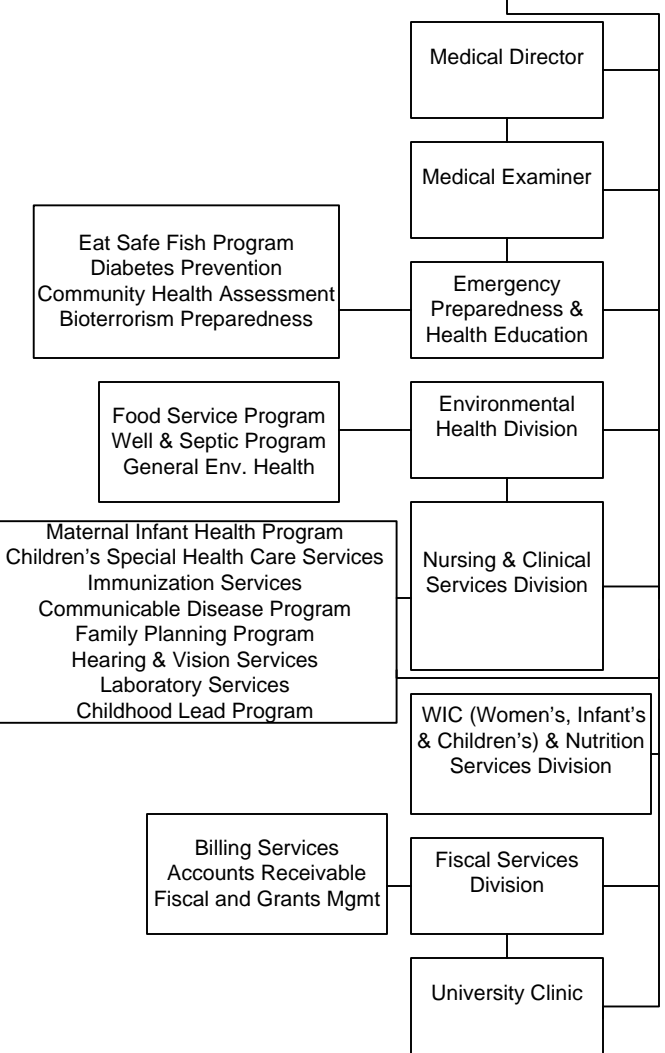 Medical Director
Medical Examiner
Eat Safe Fish Program
Diabetes Prevention
Community Health Assessment
Bioterrorism Preparedness
Emergency
Preparedness &
Health Education
Food Service Program
Well & Septic Program
General Env. Health
Environmental
Health Division
Maternal Infant Health Program
Children's Special Health Care Services
Immunization Services
Communicable Disease Program
Family Planning Program
Hearing & Vision Services
Laboratory Services
Childhood Lead Program
Nursing & Clinical
Services Division
WIC (Women's, Infant's
& Children's) & Nutrition
Services Division
Billing Services
Accounts Receivable
Fiscal and Grants Mgmt
Fiscal Services
Division
University Clinic